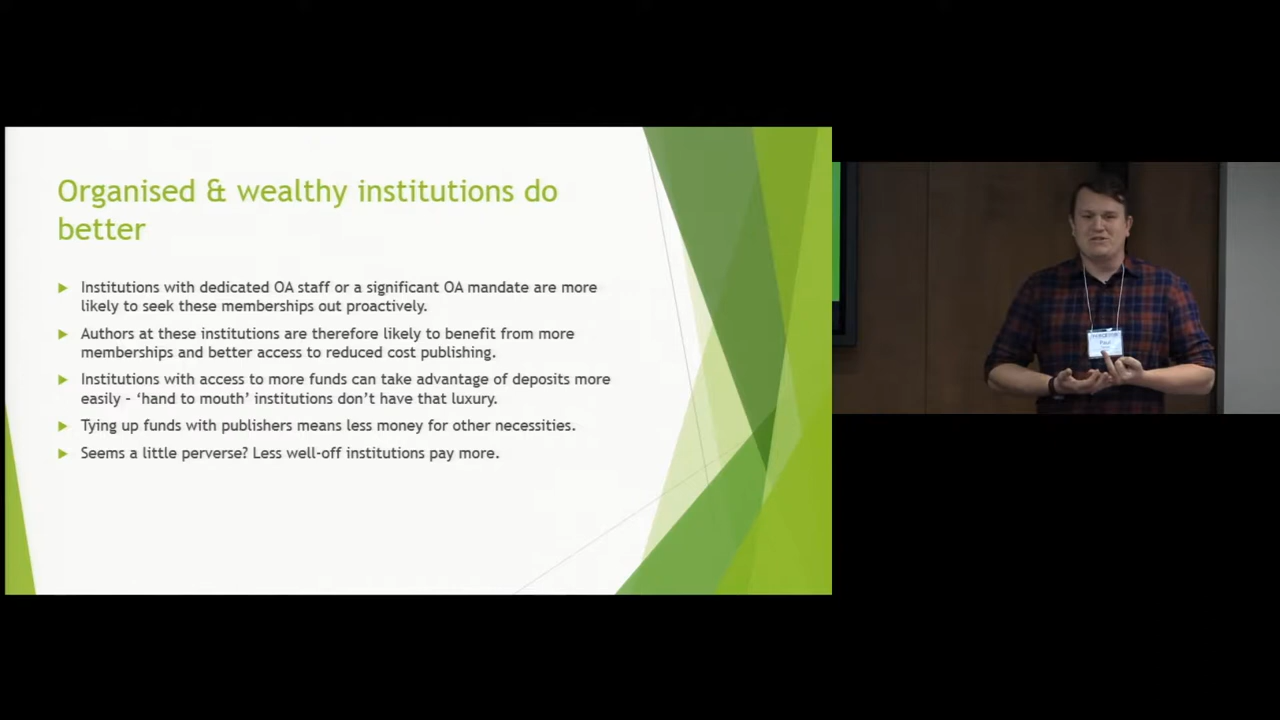 Organised & wealthy institutions do
better
Institutions with dedicated OA staff or a significant OA mandate are more
likely to seek these memberships out proactively.
Authors at these institutions are therefore likely to benefit from more
memberships and better access to reduced cost publishing.
Institutions with access to more funds can take advantage of deposits more
easily – ‘hand to mouth’ institutions don’t have that luxury.
Tying up funds with publishers means less money for other necessities.
Seems a little perverse? Less well-off institutions pay more.
Paul